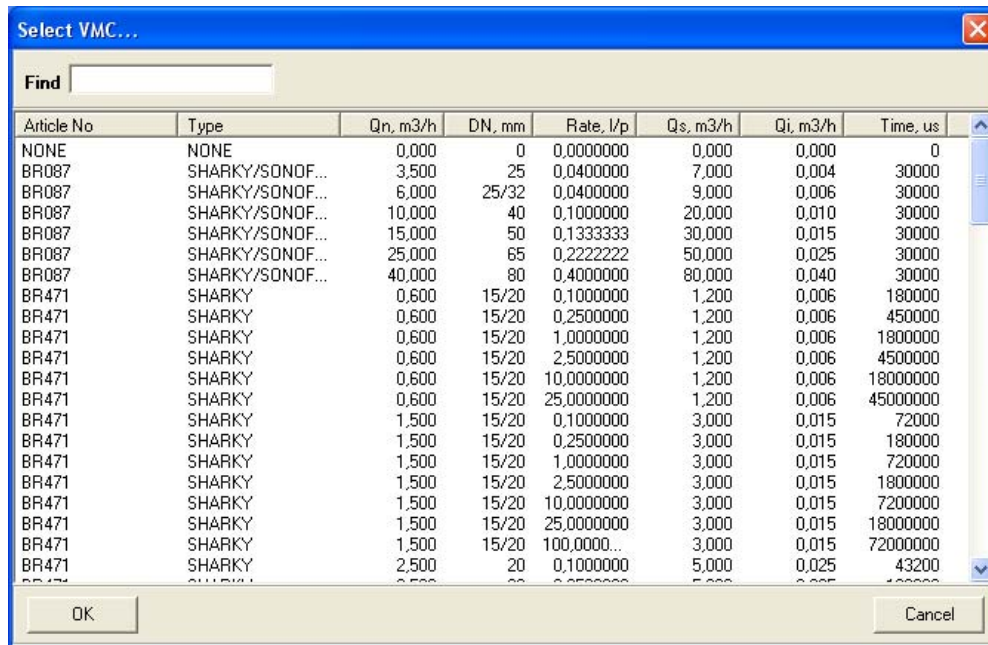 Select VMC...
Find
Article No Type Qn, m3/h DN, mm Rate, l/p Qs, m3/h Qi, m3/h Time, us
NONE NONE 0,000 0 0,0000000 0,000 0,000 0
BR087 SHARKY/SONOF... 3,500 25 0,0400000 7,000 0,004 30000
BR087 SHARKY/SONOF... 6,000 25/32 0,0400000 9,000 0,006 30000
BR087 SHARKY/SONOF... 10,000 40 0,1000000 20,000 0,010 30000
BR087 SHARKY/SONOF... 15,000 50 0,1333333 30,000 0,015 30000
BR087 SHARKY/SONOF... 25,000 65 0,2222222 50,000 0,025 30000
BR087 SHARKY/SONOF... 40,000 80 0,4000000 80,000 0,040 30000
BR471 SHARKY 0,600 15/20 0,1000000 1,200 0,006 180000
BR471 SHARKY 0,600 15/20 0,2500000 1,200 0,006 450000
BR471 SHARKY 0,600 15/20 1,0000000 1,200 0,006 1800000
BR471 SHARKY 0,600 15/20 2,5000000 1,200 0,006 4500000
BR471 SHARKY 0,600 15/20 10,0000000 1,200 0,006 18000000
BR471 SHARKY 0,600 15/20 25,0000000 1,200 0,006 45000000
BR471 SHARKY 1,500 15/20 0,1000000 3,000 0,015 72000
BR471 SHARKY 1,500 15/20 0,2500000 3,000 0,015 180000
BR471 SHARKY 1,500 15/20 1,0000000 3,000 0,015 720000
BR471 SHARKY 1,500 15/20 2,5000000 3,000 0,015 1800000
BR471 SHARKY 1,500 15/20 10,0000000 3,000 0,015 7200000
BR471 SHARKY 1,500 15/20 25,0000000 3,000 0,015 18000000
BR471 SHARKY 1,500 15/20 100,0000... 3,000 0,015 72000000
BR471 SHARKY 2,500 20 0,1000000 5,000 0,025 43200
OK Cancel